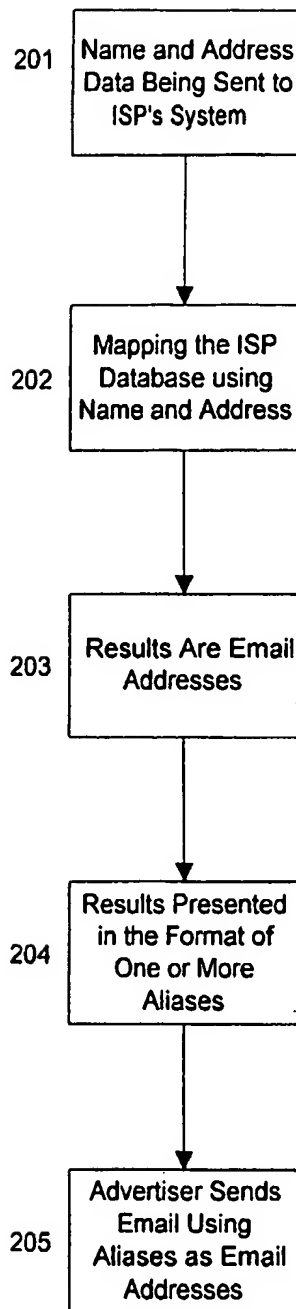 201
Name and Address
Data Being Sent to
ISP's System
202
Mapping the ISP
Database using
Name and Address
203
Results Are Email
Addresses
204
Results Presented
in the Format of
One or More
Aliases
205
Advertiser Sends
Email Using
Aliases as Email
Addresses